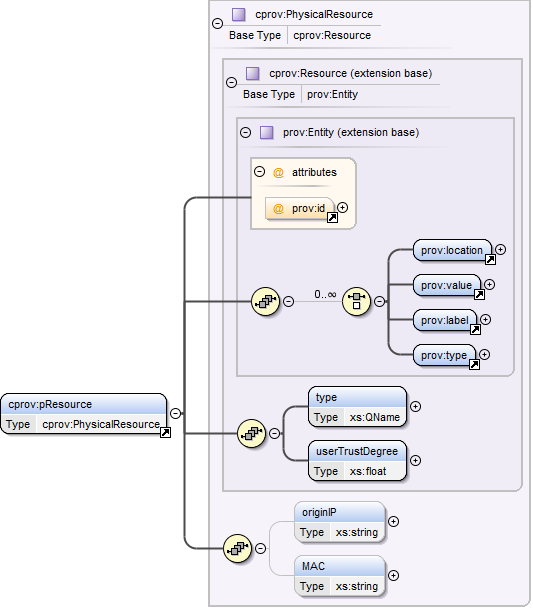 cprov:PhysicalResource
Base Type cprov:Resource
cprov:Resource (extension base)
Base Type prov:Entity
prov:Entity (extension base)
@ attributes
@ prov:id
0..∞
prov:location
prov:value
prov:label
prov:type
cprov:pResource
Type cprov:PhysicalResource
type
Type xs:QName
userTrustDegree
Type xs:float
originIP
Type xs:string
MAC
Type xs:string